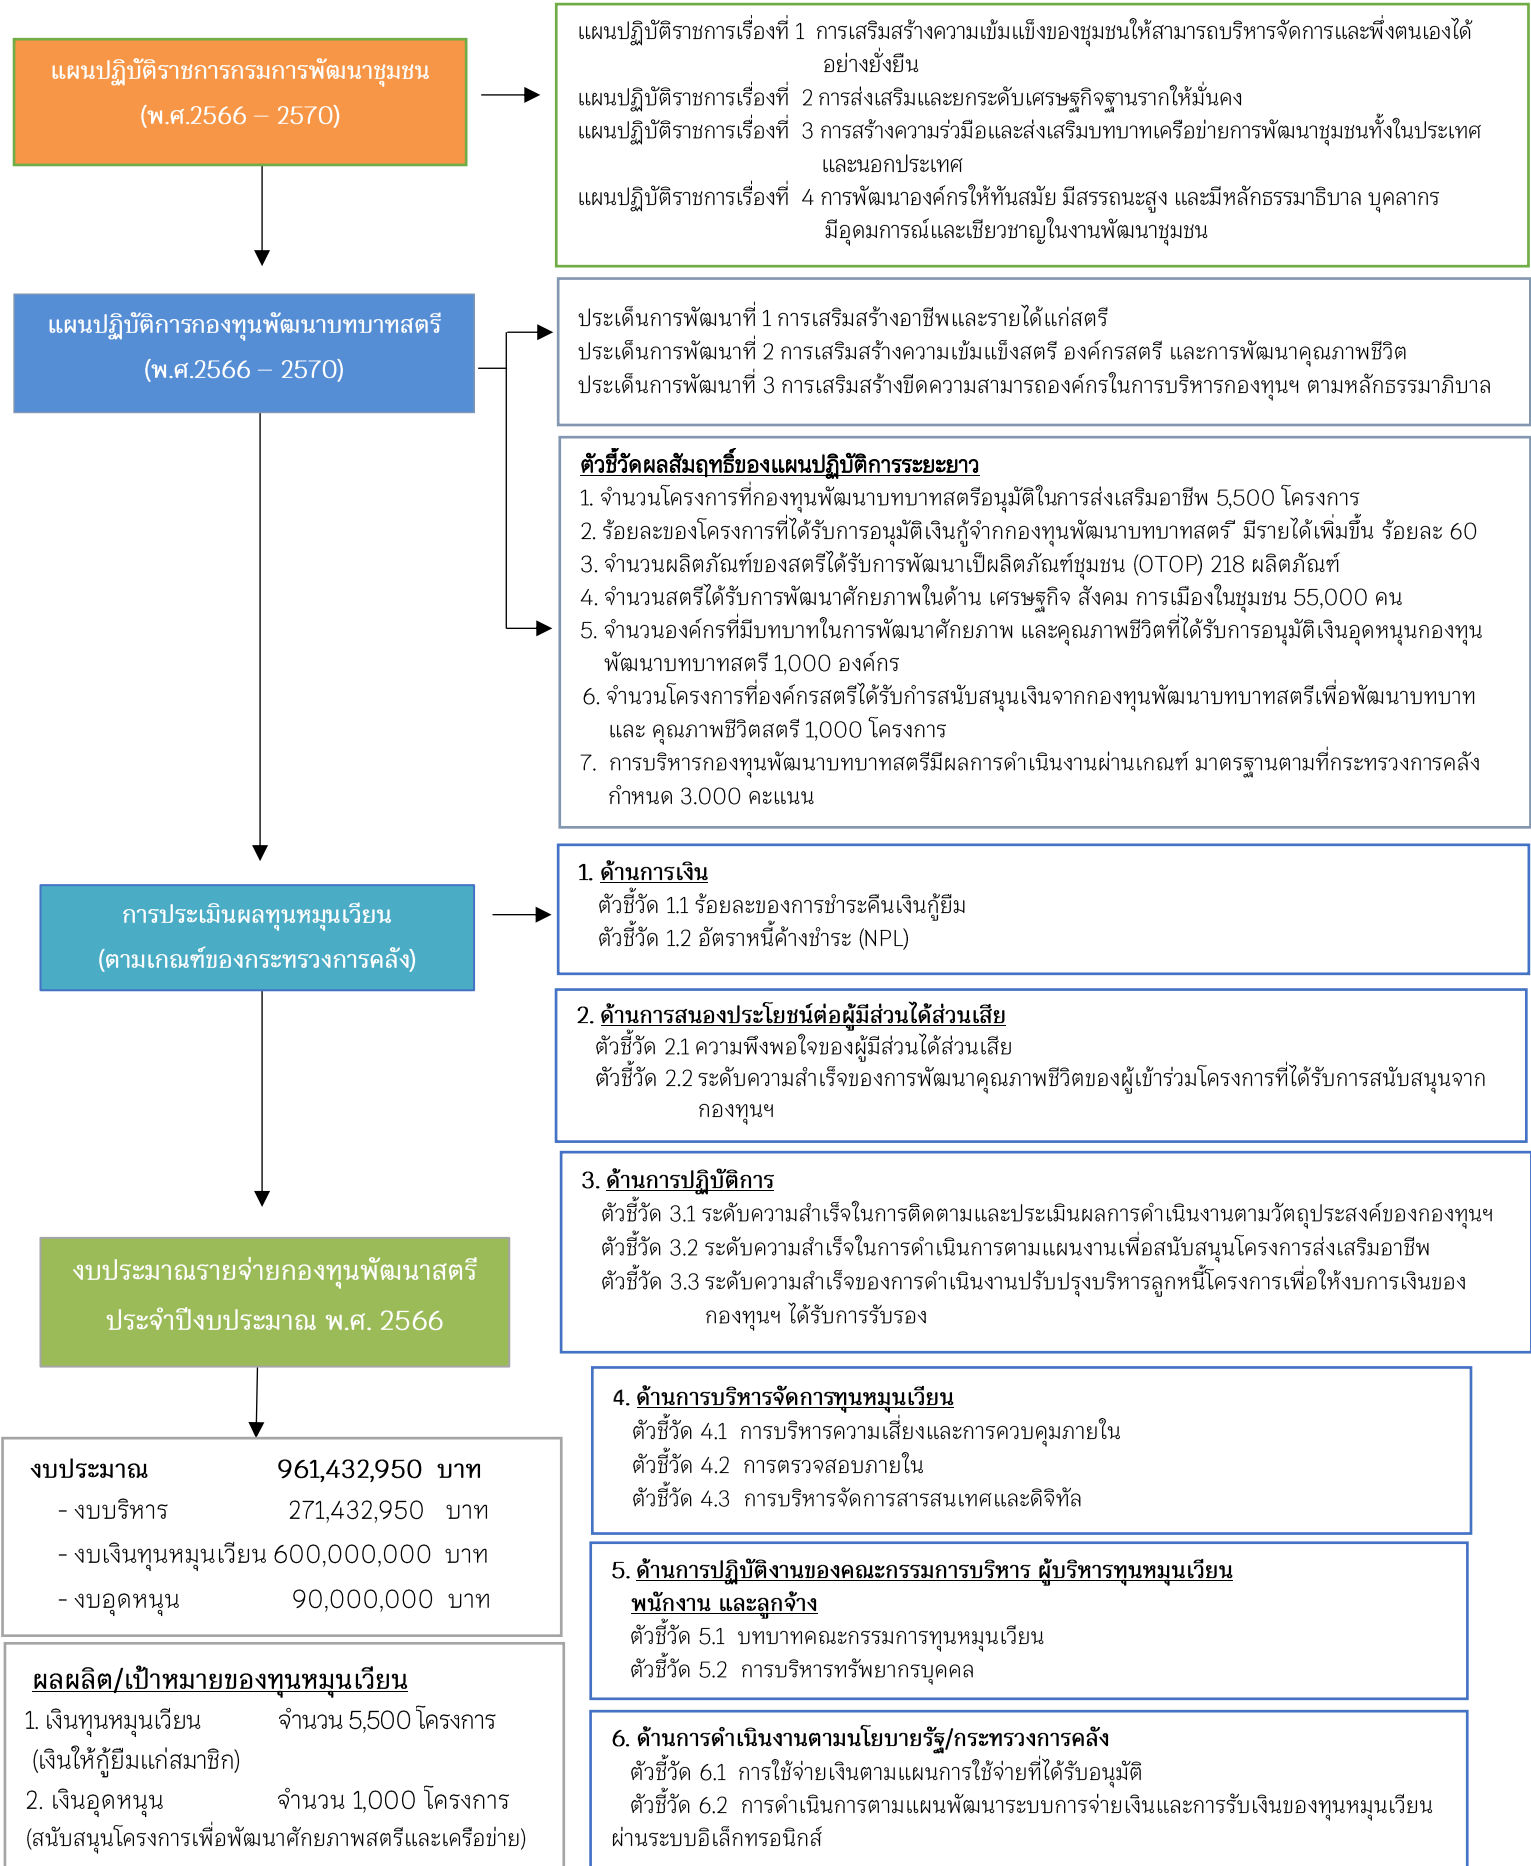 แผนปฏิบัติราชการกรมการพัฒนาชุมชน
(พ.ศ.2566 – 2570)
แผนปฏิบัติราชการเรื่องที่ 1 การเสริมสร้างความเข้มแข็งของชุมชนให้สามารถบริหารจัดการและพึ่งตนเองได้
อย่างยั่งยืน
แผนปฏิบัติราชการเรื่องที่ 2 การส่งเสริมและยกระดับเศรษฐกิจฐานรากให้มั่นคง
แผนปฏิบัติราชการเรื่องที่ 3 การสร้างความร่วมือและส่งเสริมบทบาทเครือข่ายการพัฒนาชุมชนทั้งในประเทศ
และนอกประเทศ
แผนปฏิบัติราชการเรื่องที่ 4 การพัฒนาองค์กรให้ทันสมัย มีสรรถนะสูง และมีหลักธรรมาธิบาล บุคลากร
มีอุดมการณ์และเชียวชาญในงานพัฒนาชุมชน
แผนปฏิบัติการกองทุนพัฒนาบทบาทสตรี
(พ.ศ.2566 – 2570)
ประเด็นการพัฒนาที่ 1 การเสริมสร้างอาชีพและรายได้แก่สตรี
ประเด็นการพัฒนาที่ 2 การเสริมสร้างความเข้มแข็งสตรี องค์กรสตรี และการพัฒนาคุณภาพชีวิต
ประเด็นการพัฒนาที่ 3 การเสริมสร้างขีดความสามารถองค์กรในการบริหารกองทุนฯ ตามหลักธรรมาภิบาล
ตัวชี้วัดผลสัมฤทธิ์ของแผนปฏิบัติการระยะยาว
1. จำนวนโครงการที่กองทุนพัฒนาบทบาทสตรีอนุมัติในการส่งเสริมอาชีพ 5,500 โครงการ
2. ร้อยละของโครงการที่ได้รับการอนุมัติเงินกู้จำกกองทุนพัฒนาบทบาทสตรี มีรายได้เพิ่มขึ้น ร้อยละ 60
3. จำนวนผลิตภัณฑ์ของสตรีได้รับการพัฒนาเป็ผลิตภัณฑ์ชุมชน (OTOP) 218 ผลิตภัณฑ์
4. จำนวนสตรีได้รับการพัฒนาศักยภาพในด้าน เศรษฐกิจ สังคม การเมืองในชุมชน 55,000 คน
5. จำนวนองค์กรที่มีบทบาทในการพัฒนาศักยภาพ และคุณภาพชีวิตที่ได้รับการอนุมัติเงินอุดหนุนกองทุน
พัฒนาบทบาทสตรี 1,000 องค์กร
6. จำนวนโครงการที่องค์กรสตรีได้รับกำรสนับสนุนเงินจากกองทุนพัฒนาบทบาทสตรีเพื่อพัฒนาบทบาท
และ คุณภาพชีวิตสตรี 1,000 โครงการ
7. การบริหารกองทุนพัฒนาบทบาทสตรีมีผลการดำเนินงานผ่านเกณฑ์ มาตรฐานตามที่กระทรวงการคลัง
กำหนด 3.000 คะแนน
การประเมินผลทุนหมุนเวียน
(ตามเกณฑ์ของกระทรวงการคลัง)
1. ด้านการเงิน
ตัวชี้วัด 1.1 ร้อยละของการชำระคืนเงินกู้ยืม
ตัวชี้วัด 1.2 อัตราหนี้ค้างชำระ (NPL)
2. ด้านการสนองประโยชน์ต่อผู้มีส่วนได้ส่วนเสีย
ตัวชี้วัด 2.1 ความพึงพอใจของผู้มีส่วนได้ส่วนเสีย
ตัวชี้วัด 2.2 ระดับความสำเร็จของการพัฒนาคุณภาพชีวิตของผู้เข้าร่วมโครงการที่ได้รับการสนับสนุนจาก
กองทุนฯ
3. ด้านการปฏิบัติการ
ตัวชี้วัด 3.1 ระดับความสำเร็จในการติดตามและประเมินผลการดำเนินงานตามวัตถุประสงค์ของกองทุนฯ
ตัวชี้วัด 3.2 ระดับความสำเร็จในการดำเนินการตามแผนงานเพื่อสนับสนุนโครงการส่งเสริมอาชีพ
ตัวชี้วัด 3.3 ระดับความสำเร็จของการดำเนินงานปรับปรุงบริหารลูกหนี้โครงการเพื่อให้งบการเงินของ
กองทุนฯ ได้รับการรับรอง
งบประมาณรายจ่ายกองทุนพัฒนาสตรี
ประจำปีงบประมาณ พ.ศ. 2566
4. ด้านการบริหารจัดการทุนหมุนเวียน
ตัวชี้วัด 4.1 การบริหารความเสี่ยงและการควบคุมภายใน
ตัวชี้วัด 4.2 การตรวจสอบภายใน
ตัวชี้วัด 4.3 การบริหารจัดการสารสนเทศและดิจิทัล
งบประมาณ 961,432,950 บาท
- งบบริหาร 271,432,950 บาท
- งบเงินทุนหมุนเวียน 600,000,000 บาท
- งบอุดหนุน 90,000,000 บาท
5. ด้านการปฏิบัติงานของคณะกรรมการบริหาร ผู้บริหารทุนหมุนเวียน
พนักงาน และลูกจ้าง
ตัวชี้วัด 5.1 บทบาทคณะกรรมการทุนหมุนเวียน
ตัวชี้วัด 5.2 การบริหารทรัพยากรบุคคล
ผลผลิต/เป้าหมายของทุนหมุนเวียน
1. เงินทุนหมุนเวียน จำนวน 5,500 โครงการ
(เงินให้กู้ยืมแก่สมาชิก)
2. เงินอุดหนุน จำนวน 1,000 โครงการ
(สนับสนุนโครงการเพื่อพัฒนาศักยภาพสตรีและเครือข่าย)
6. ด้านการดำเนินงานตามนโยบายรัฐ/กระทรวงการคลัง
ตัวชี้วัด 6.1 การใช้จ่ายเงินตามแผนการใช้จ่ายที่ได้รับอนุมัติ
ตัวชี้วัด 6.2 การดำเนินการตามแผนพัฒนาระบบการจ่ายเงินและการรับเงินของทุนหมุนเวียน
ผ่านระบบอิเล็กทรอนิกส์